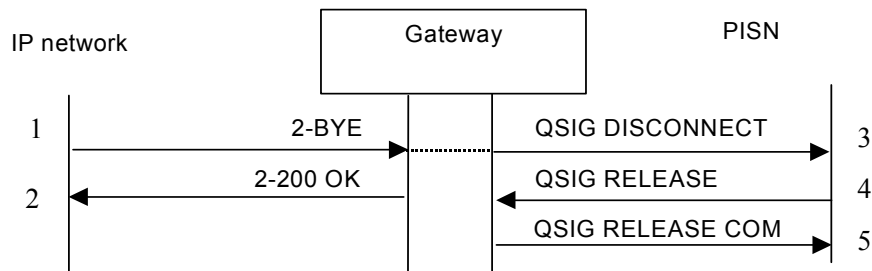 IP network
Gateway
PISN
1
2-BYE
QSIG DISCONNECT
3
2
2-200 OK
QSIG RELEASE
4
QSIG RELEASE COM
5